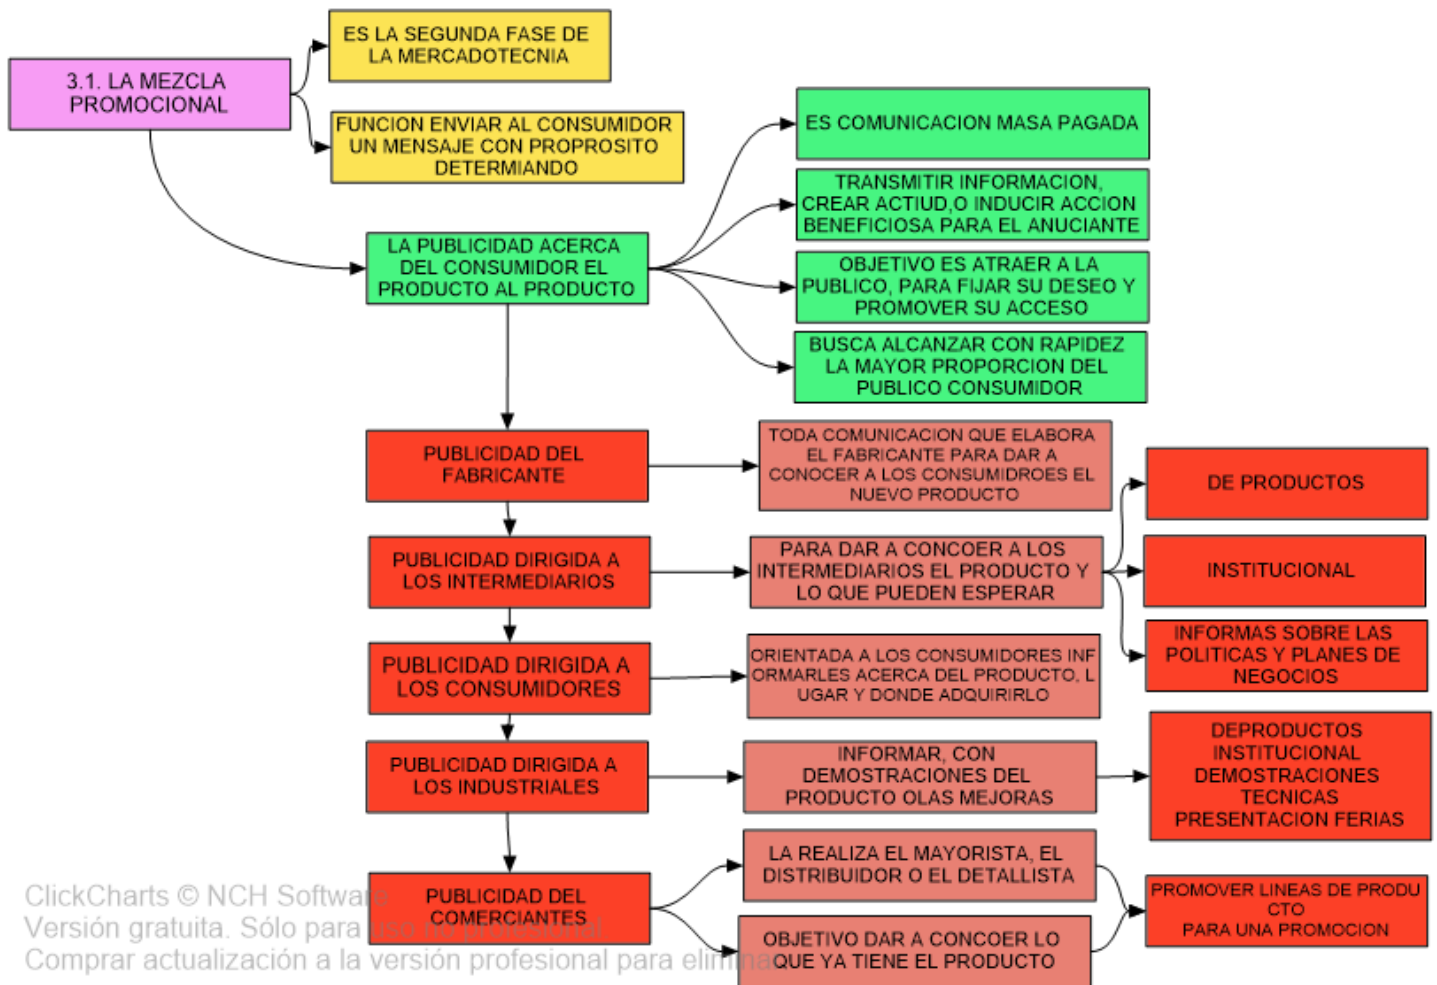 3.1. LA MEZCLA
PROMOCIONAL
ES LA SEGUNDA FASE DE
LA MERCADOTECNIA
FUNCION ENVIAR AL CONSUMIDOR
UN MENSAJE CON PROPROSITO
DETERMIANDO
LA PUBLICIDAD ACERCA
DEL CONSUMIDOR EL
PRODUCTO AL PRODUCTO
ES COMUNICACION MASA PAGADA
TRANSMITIR INFORMACION,
CREAR ACTIUD,O INDUCIR ACCION
BENEFICIOSA PARA EL ANUCIANTE
OBJETIVO ES ATRAER A LA
PUBLICO, PARA FIJAR SU DESEO Y
PROMOVER SU ACCESO
BUSCA ALCANZAR CON RAPIDEZ
LA MAYOR PROPORCION DEL
PUBLICO CONSUMIDOR
PUBLICIDAD DEL
FABRICANTE
TODA COMUNICACION QUE ELABORA
EL FABRICANTE PARA DAR A
CONOCER A LOS CONSUMIDROES EL
NUEVO PRODUCTO
PUBLICIDAD DIRIGIDA A
LOS INTERMEDIARIOS
PARA DAR A CONCOER A LOS
INTERMEDIARIOS EL PRODUCTO Y
LO QUE PUEDEN ESPERAR
DE PRODUCTOS
INSTITUCIONAL
INFORMAS SOBRE LAS
POLITICAS Y PLANES DE
NEGOCIOS
PUBLICIDAD DIRIGIDA A
LOS CONSUMIDORES
ORIENTADA A LOS CONSUMIDORES INF
ORMARLES ACERCA DEL PRODUCTO, L
UGAR Y DONDE ADQUIRIRLO
PUBLICIDAD DIRIGIDA A
LOS INDUSTRIALES
INFORMAR, CON
DEMOSTRACIONES DEL
PRODUCTO OLAS MEJORAS
DEPRODUCTOS
INSTITUCIONAL
DEMOSTRACIONES
TECNICAS
PRESENTACION FERIAS
PUBLICIDAD DEL
COMERCIANTES
LA REALIZA EL MAYORISTA, EL
DISTRIBUIDOR O EL DETALLISTA
OBJETIVO DAR A CONCOER LO
QUE YA TIENE EL PRODUCTO
PROMOVER LINEAS DE PRODU
CTO
PARA UNA PROMOCION
ClickCharts © NCH Software
Versión gratuita. Sólo para uso no profesional.
Comprar actualización a la versión profesional para eliminar